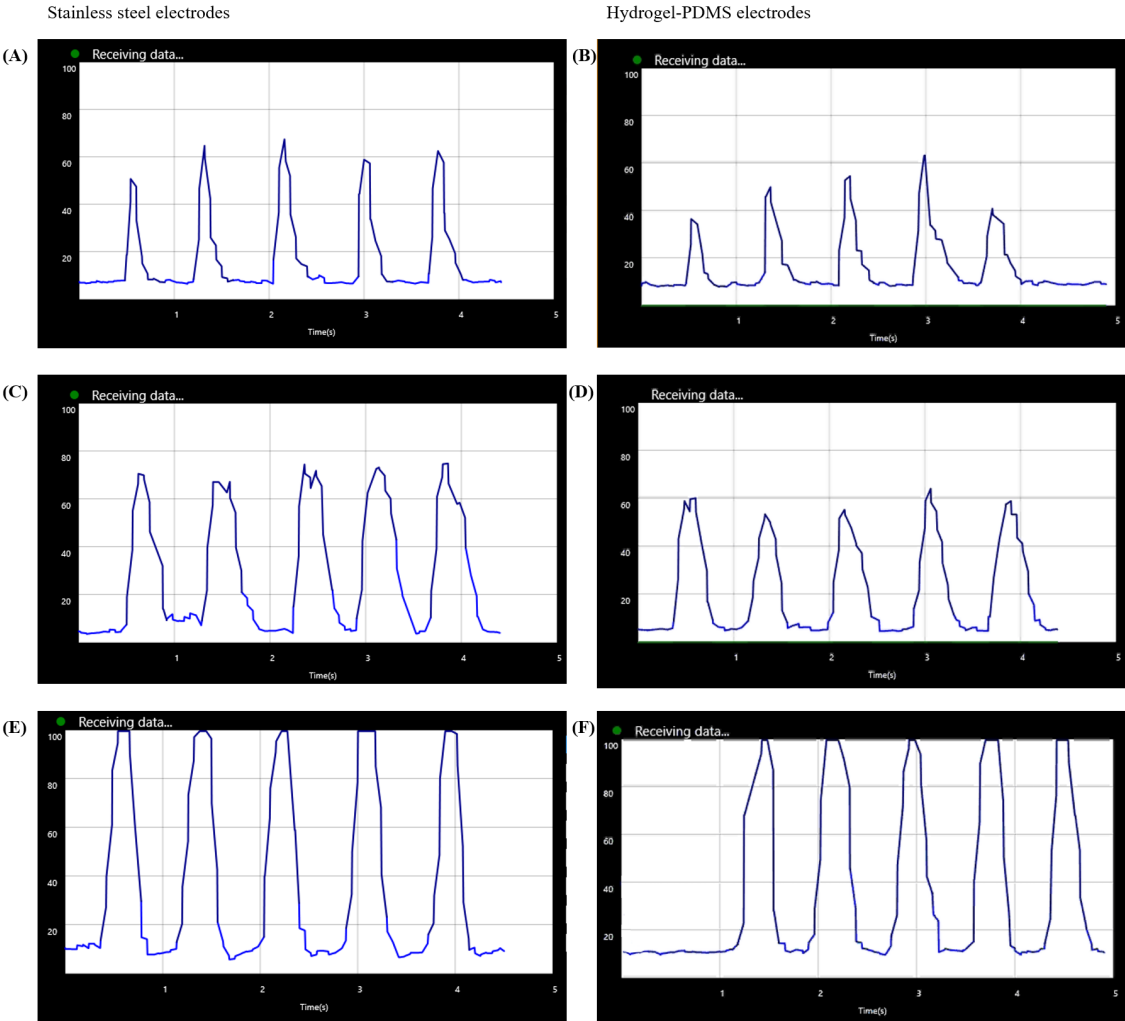 Stainless steel electrodes
Hydrogel-PDMS electrodes
(A)
Receiving data...
100
80
60
40
20
1 2 3 4 5
Time(s)
(B)
Receiving data...
100
80
60
40
20
1 2 3 4 5
Time(s)
(C)
Receiving data...
100
80
60
40
20
1 2 3 4 5
Time(s)
(D)
Receiving data...
100
80
60
40
20
1 2 3 4 5
Time(s)
(E)
Receiving data...
100
80
60
40
20
1 2 3 4 5
Time(s)
(F)
Receiving data...
100
80
60
40
20
1 2 3 4 5
Time(s)